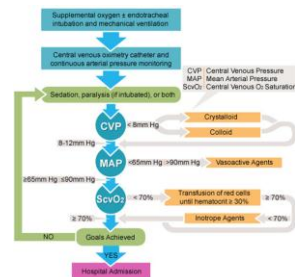 Supplemental oxygen ± endotracheal
intubation and mechanical ventilation
Central venous oximetry catheter and
continuous arterial pressure monitoring
CVP : Central Venous Pressure
MAP : Mean Arterial Pressure
ScvO₂ : Central Venous O₂ Saturation
Sedation, paralysis (if intubated), or both
CVP
< 8mm Hg
Crystalloid
Colloid
8-12mm Hg
MAP
<65mm Hg
>90mm Hg
Vasoactive Agents
≥65mm Hg ≤90mm Hg
ScvO₂
< 70%
Transfusion of red cells
until hematocrit ≥ 30%
≥ 70%
≥ 70%
< 70%
Inotrope Agents
NO
Goals Achieved
YES
Hospital Admission